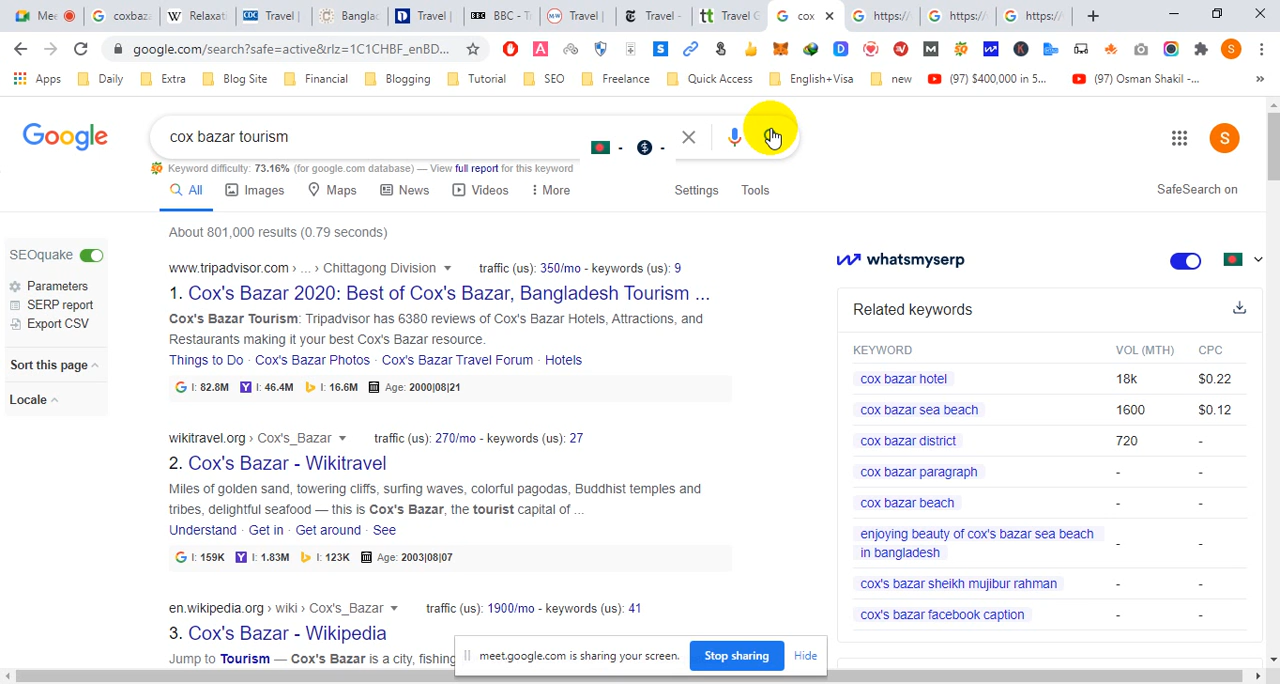 Mee
coxbaz
Relaxat
CDC Travel |
Banglad
Travel |
BBC BBC - T
Travel |
Travel -
tt Travel G
cox
https:/
https:/
https:/
google.com/search?safe=active&rlz=1C1CHBF_enBD...
S
Apps
Daily
Extra
Blog Site
Financial
Blogging
Tutorial
SEO
Freelance
Quick Access
English+Visa
new
(97) $400,000 in 5...
(97) Osman Shakil -...
»
Google
cox bazar tourism
S
Keyword difficulty: 73.16% (for google.com database) — View full report for this keyword
All
Images
Maps
News
Videos
More
Settings
Tools
SafeSearch on
About 801,000 results (0.79 seconds)
SEOquake
Parameters
SERP report
Export CSV
Sort this page
Locale
www.tripadvisor.com › ... › Chittagong Division
traffic (us): 350/mo - keywords (us): 9
1. Cox's Bazar 2020: Best of Cox's Bazar, Bangladesh Tourism ...
Cox's Bazar Tourism: Tripadvisor has 6380 reviews of Cox's Bazar Hotels, Attractions, and
Restaurants making it your best Cox's Bazar resource.
Things to Do · Cox's Bazar Photos · Cox's Bazar Travel Forum · Hotels
I: 82.8M
I: 46.4M
I: 16.6M
Age: 2000|08|21
wikitravel.org › Cox's_Bazar
traffic (us): 270/mo - keywords (us): 27
2. Cox's Bazar - Wikitravel
Miles of golden sand, towering cliffs, surfing waves, colorful pagodas, Buddhist temples and
tribes, delightful seafood — this is Cox's Bazar, the tourist capital of ...
Understand · Get in · Get around · See
I: 159K
I: 1.83M
I: 123K
Age: 2003|08|07
en.wikipedia.org › wiki › Cox's_Bazar
traffic (us): 1900/mo - keywords (us): 41
3. Cox's Bazar - Wikipedia
Jump to Tourism — Cox's Bazar is a city, fishing
whatsmyserp
Related keywords
KEYWORD VOL (MTH) CPC
cox bazar hotel 18k $0.22
cox bazar sea beach 1600 $0.12
cox bazar district 720 -
cox bazar paragraph - -
cox bazar beach - -
enjoying beauty of cox's bazar sea beach
in bangladesh - -
cox's bazar sheikh mujibur rahman - -
cox's bazar facebook caption - -
meet.google.com is sharing your screen.
Stop sharing
Hide